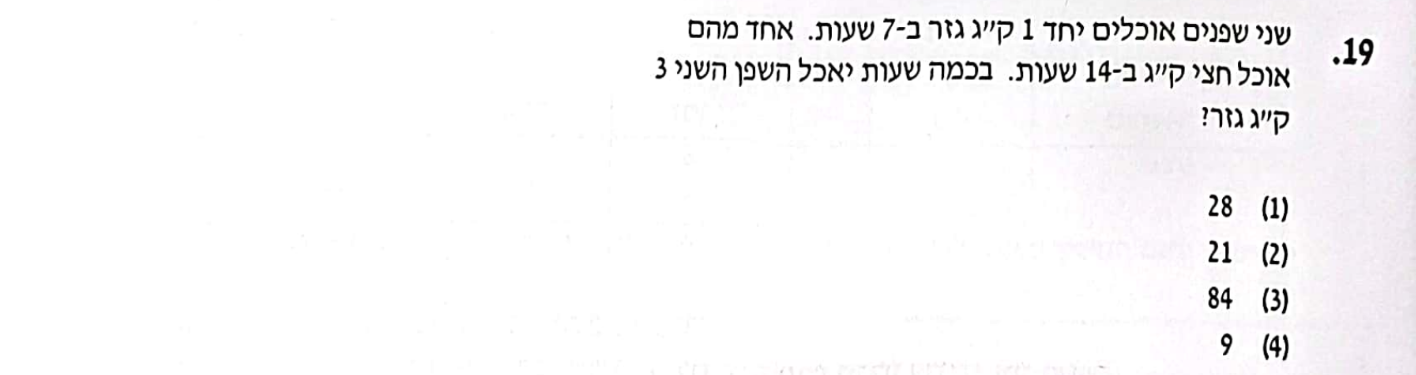 19. שני שפנים אוכלים יחד 1 ק״ג גזר ב-7 שעות. אחד מהם
אוכל חצי ק״ג ב-14 שעות. בכמה שעות יאכל השפן השני 3
ק״ג גזר?
(1) 28
(2) 21
(3) 84
(4) 9